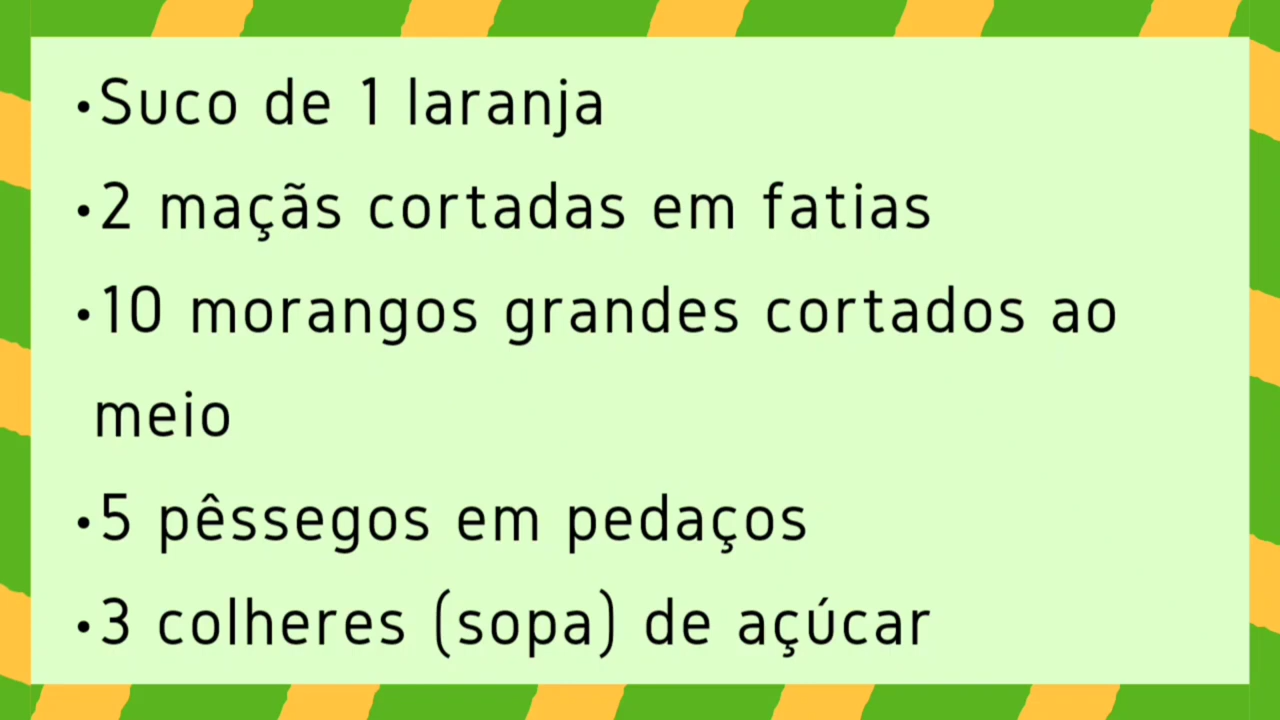 •Suco de 1 laranja
•2 maçãs cortadas em fatias
•10 morangos grandes cortados ao
meio
•5 pêssegos em pedaços
•3 colheres (sopa) de açúcar